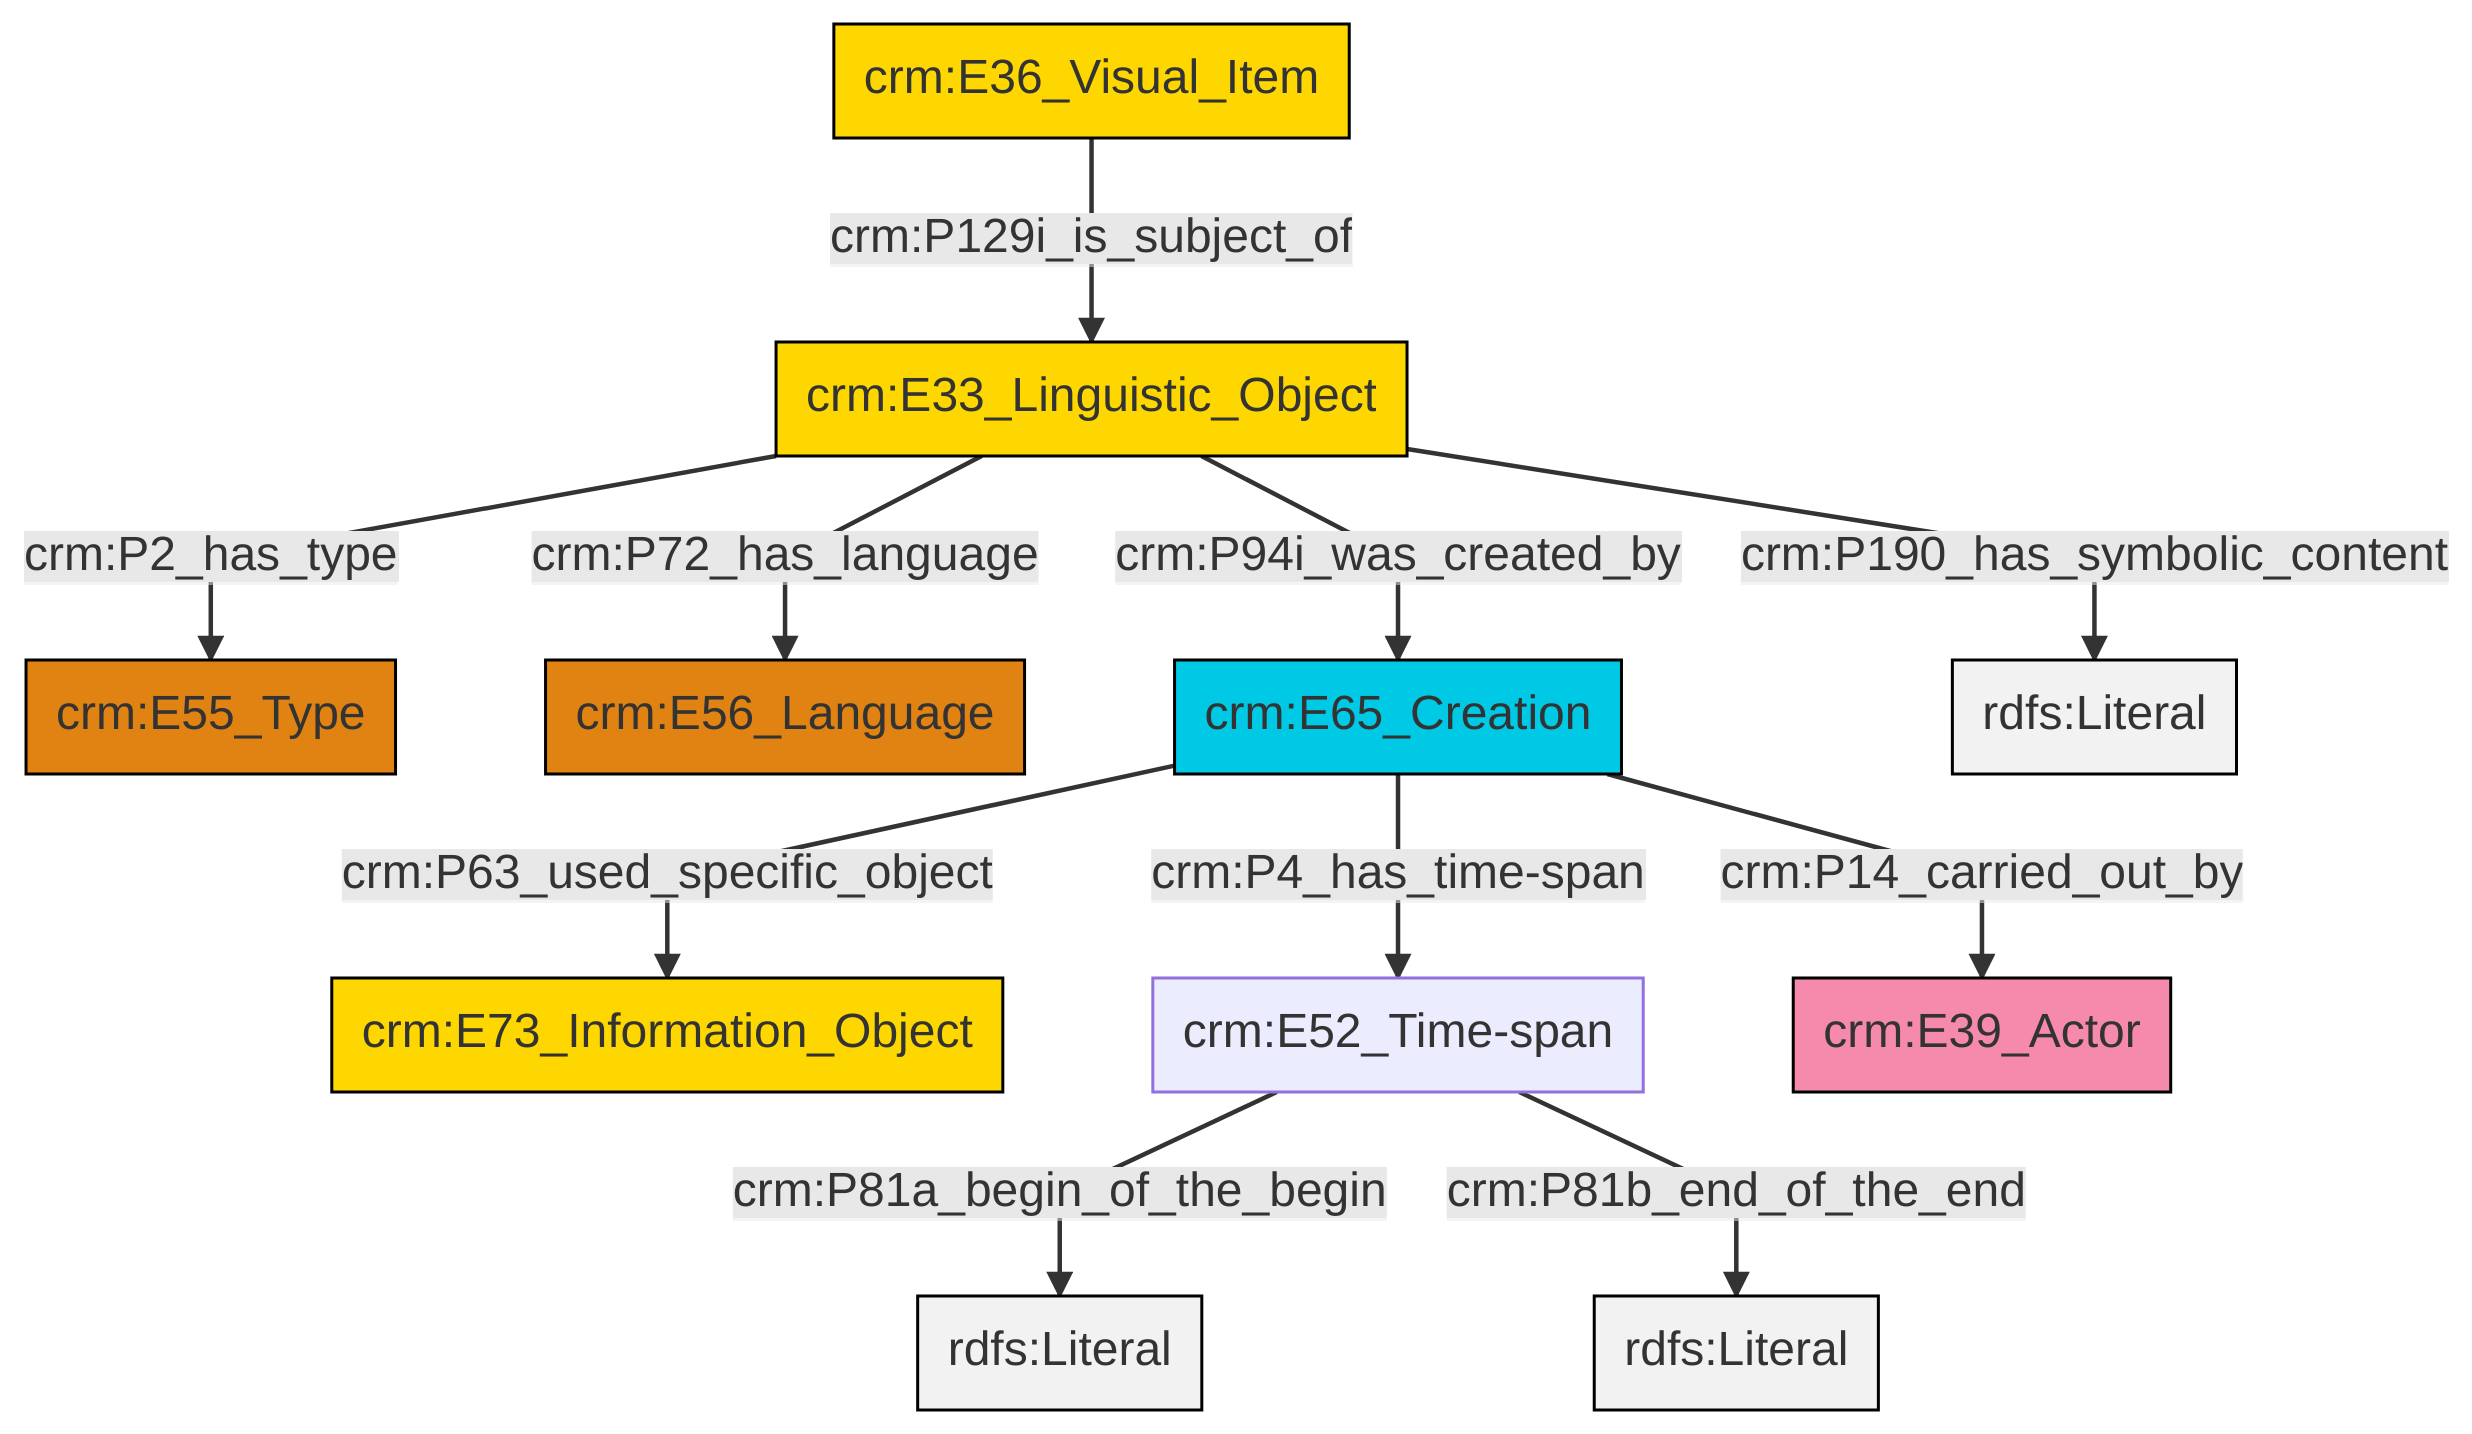 crm:E36_Visual_Item
crm:P129i_is_subject_of
crm:E33_Linguistic_Object
crm:P2_has_type
crm:P72_has_language
crm:P94i_was_created_by
crm:P190_has_symbolic_content
crm:E55_Type
crm:E56_Language
crm:E65_Creation
rdfs:Literal
crm:P63_used_specific_object
crm:P4_has_time-span
crm:P14_carried_out_by
crm:E73_Information_Object
crm:E52_Time-span
crm:E39_Actor
crm:P81a_begin_of_the_begin
crm:P81b_end_of_the_end
rdfs:Literal
rdfs:Literal